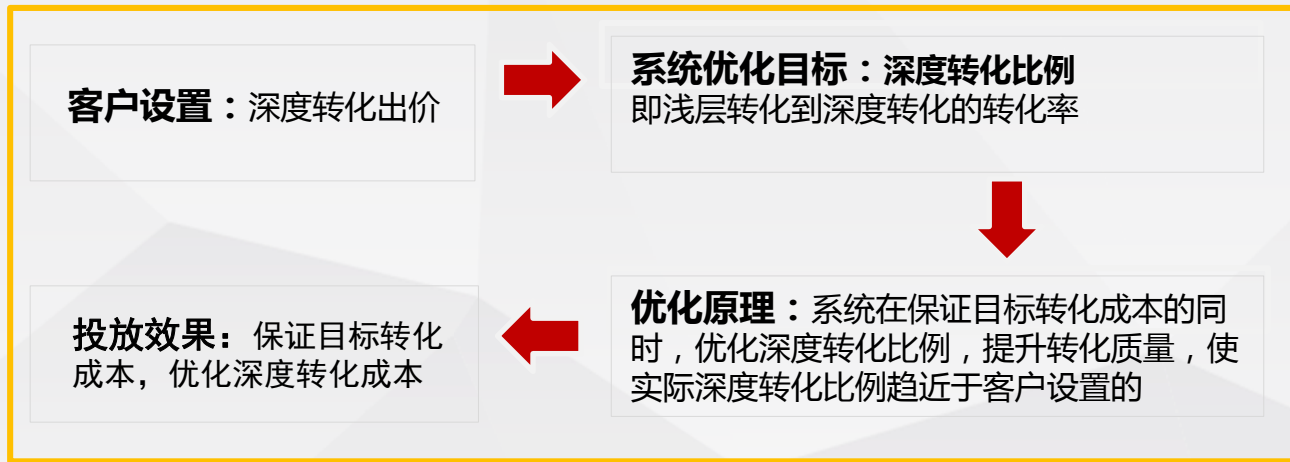 客户设置：深度转化出价
系统优化目标：深度转化比例
即浅层转化到深度转化的转化率
优化原理：系统在保证目标转化成本的同
时，优化深度转化比例，提升转化质量，使
实际深度转化比例趋近于客户设置的
投放效果：保证目标转化
成本，优化深度转化成本